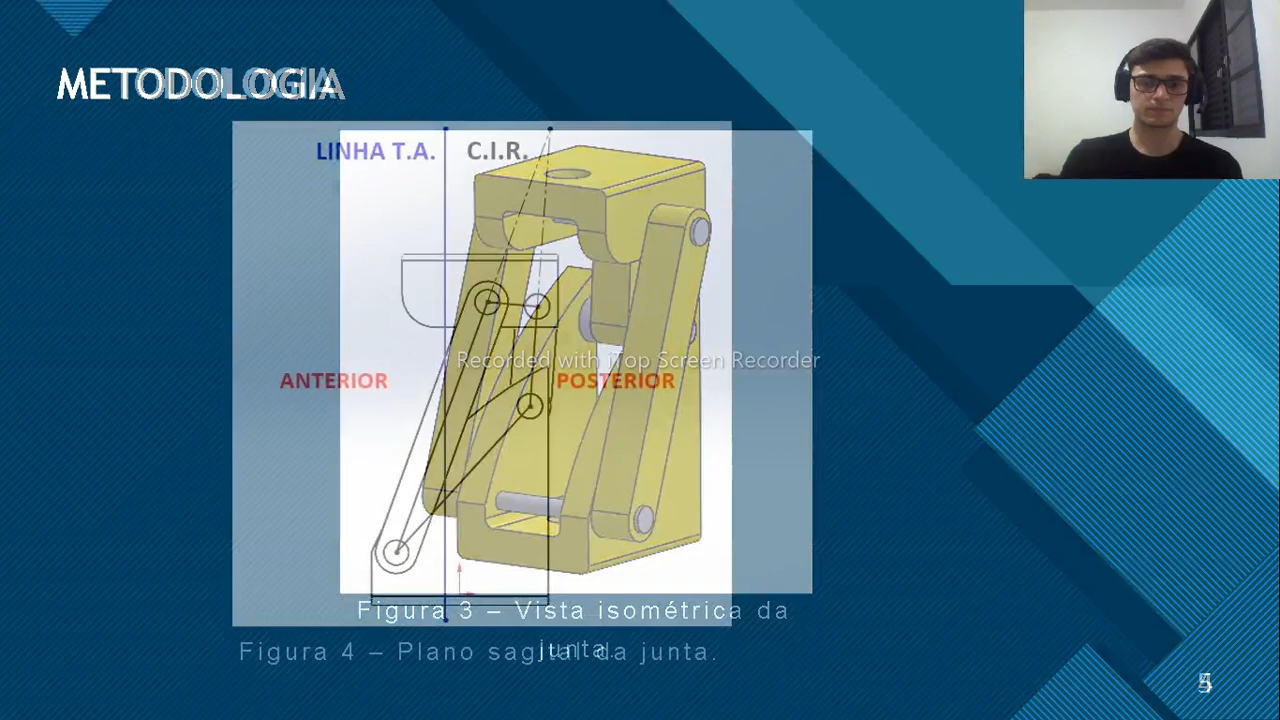 METODOLOGIA
LINHA T.A. C.I.R.
Recorded with iTop Screen Recorder
ANTERIOR POSTERIOR
Figura 3 – Vista isométrica da
junta.
Figura 4 – Plano sagital da junta.